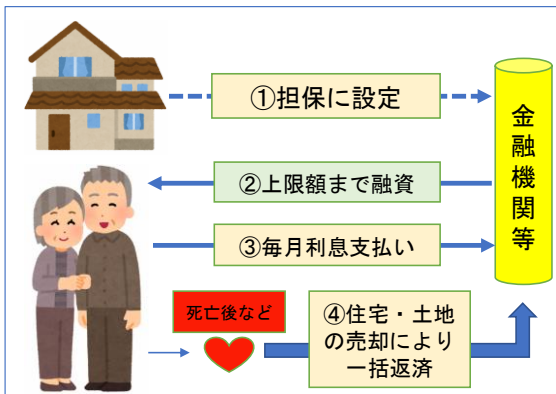 ①担保に設定
金融機関等
②上限額まで融資
③毎月利息支払い
死亡後など
④住宅・土地
の売却により
一括返済